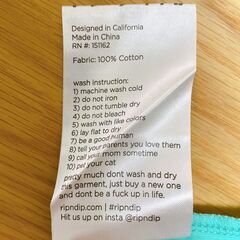 Designed in California
Made in China
RN #: 151162
Fabric: 100% Cotton
wash instruction:
1) machine wash cold
2) do not iron
3) do not tumble dry
4) do not bleach
5) wash with like colors
6) lay flat to dry
7) be a good human
8) tell your parents you love them
9) call your mom sometime
10) pet your cat
pretty much dont wash and dry
this garment, just buy a new one
and dont be a fuck up in life.
ripndip.com #ripndip
Hit us up on insta @ripndip